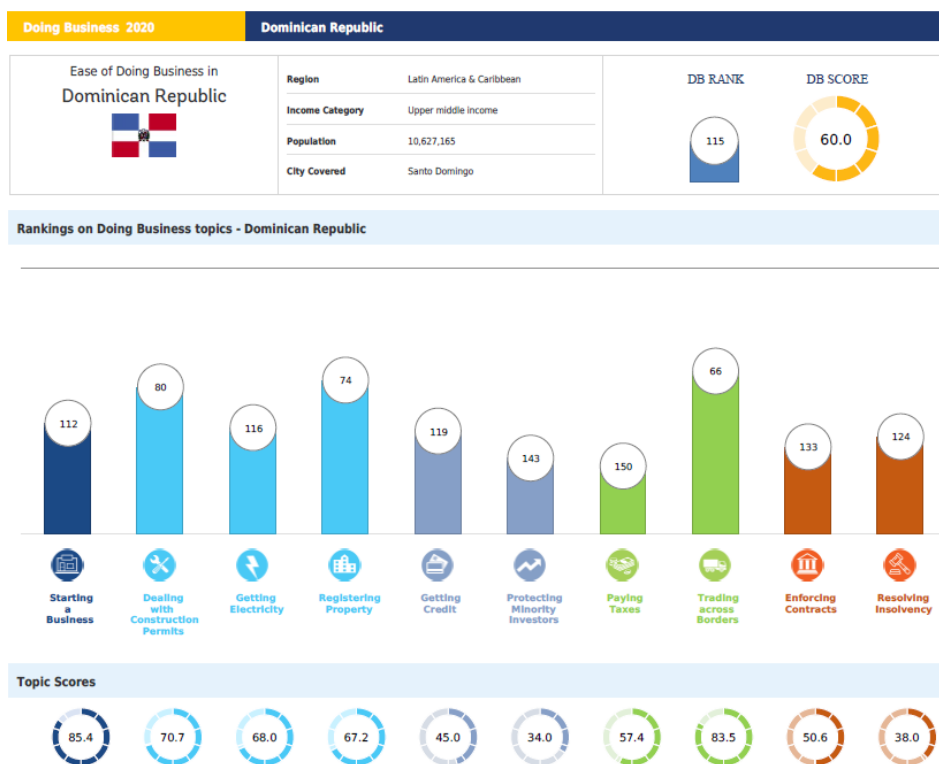 Doing Business 2020
Dominican Republic
Ease of Doing Business in
Dominican Republic
Region Latin America & Caribbean
Income Category Upper middle income
Population 10,627,165
City Covered Santo Domingo
DB RANK DB SCORE
115 60.0
Rankings on Doing Business topics - Dominican Republic
112 80 116 74 119 143 150 66 133 124
Starting
a
Business
Dealing
with
Construction
Permits
Getting
Electricity
Registering
Property
Getting
Credit
Protecting
Minority
Investors
Paying
Taxes
Trading
across
Borders
Enforcing
Contracts
Resolving
Insolvency
Topic Scores
85.4 70.7 68.0 67.2 45.0 34.0 57.4 83.5 50.6 38.0